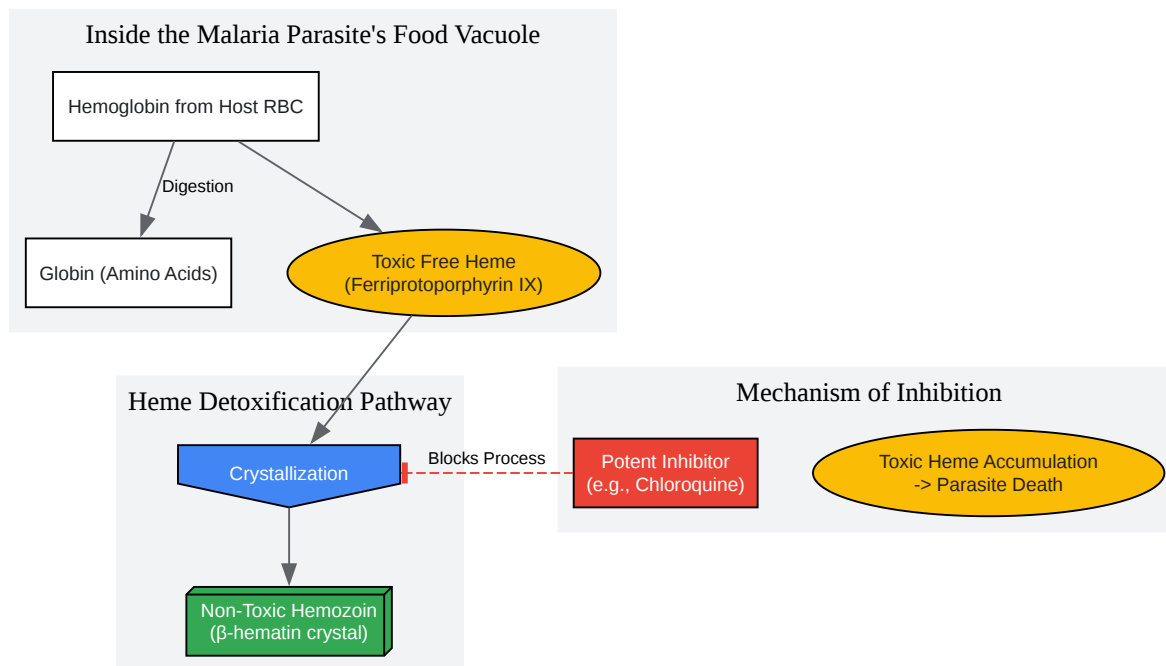 Inside the Malaria Parasite's Food Vacuole
Hemoglobin from Host RBC
Digestion
Globin (Amino Acids)
Toxic Free Heme
(Ferriprotoporphyrin IX)
Heme Detoxification Pathway
Crystallization
Blocks Process
Non-Toxic Hemozoin
(β-hematin crystal)
Mechanism of Inhibition
Potent Inhibitor
(e.g., Chloroquine)
Toxic Heme Accumulation
-> Parasite Death